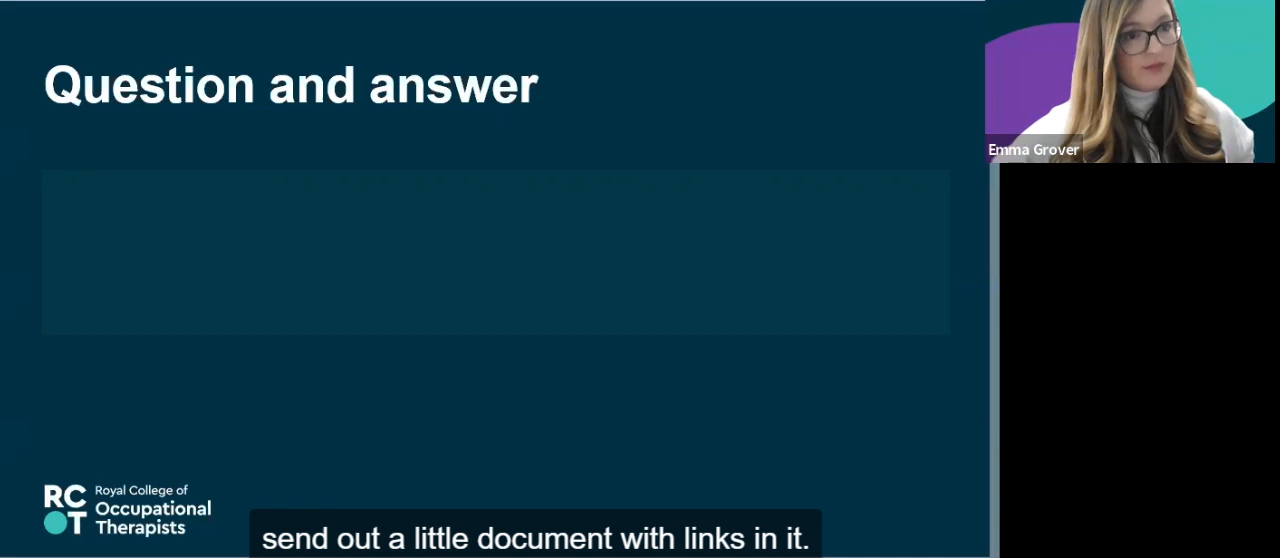 Question and answer
Emma Grover
RC
OT
Royal College of
Occupational
Therapists
send out a little document with links in it.